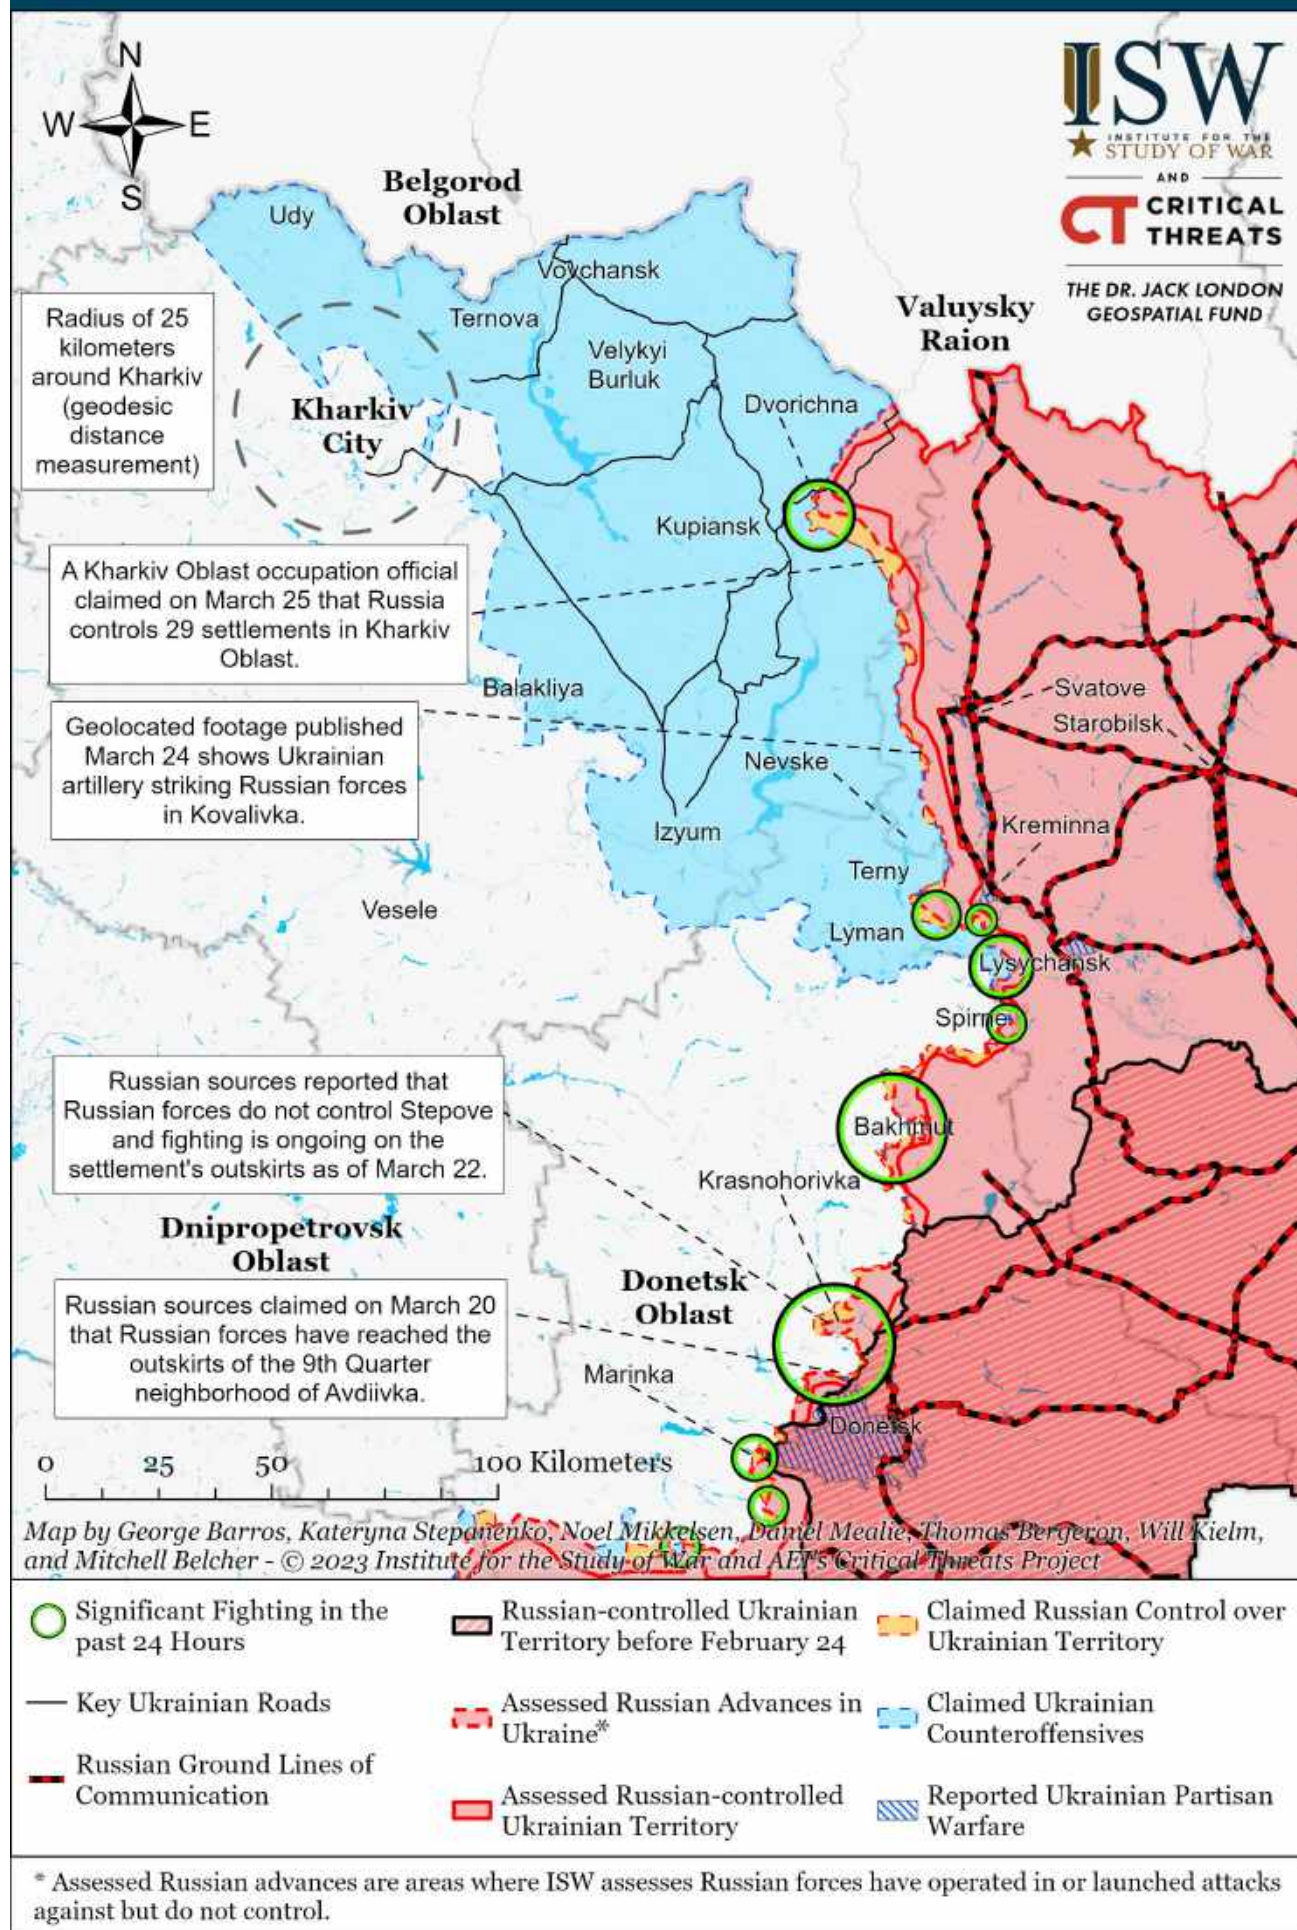 N
W
E
S
ISW
INSTITUTE FOR THE
STUDY OF WAR
AND
CT CRITICAL
THREATS
THE DR. JACK LONDON
GEOSPATIAL FUND
Belgorod
Oblast
Udy
Vovchansk
Ternova
Valuysky
Raion
Radius of 25
kilometers
around Kharkiv
(geodesic
distance
measurement)
Velykyi
Burluk
Kharkiv
City
Dvorichna
Kupiansk
A Kharkiv Oblast occupation official
claimed on March 25 that Russia
controls 29 settlements in Kharkiv
Oblast.
Balakliya
Svatove
Starobilsk
Geolocated footage published
March 24 shows Ukrainian
artillery striking Russian forces
in Kovalivka.
Nevske
Izyum
Kreminna
Terny
Vesele
Lyman
Lysychansk
Spirne
Russian sources reported that
Russian forces do not control Stepove
and fighting is ongoing on the
settlement's outskirts as of March 22.
Bakhmut
Krasnohorivka
Dnipropetrovsk
Oblast
Donetsk
Oblast
Russian sources claimed on March 20
that Russian forces have reached the
outskirts of the 9th Quarter
neighborhood of Avdiivka.
Marinka
Donetsk
0 25 50 100 Kilometers
Map by George Barros, Kateryna Stepanenko, Noel Mikkelsen, Daniel Mealie, Thomas Bergeron, Will Kielm,
and Mitchell Belcher - © 2023 Institute for the Study of War and AEI's Critical Threats Project
Significant Fighting in the
past 24 Hours
Key Ukrainian Roads
Russian Ground Lines of
Communication
Russian-controlled Ukrainian
Territory before February 24
Assessed Russian Advances in
Ukraine*
Assessed Russian-controlled
Ukrainian Territory
Claimed Russian Control over
Ukrainian Territory
Claimed Ukrainian
Counteroffensives
Reported Ukrainian Partisan
Warfare
* Assessed Russian advances are areas where ISW assesses Russian forces have operated in or launched attacks
against but do not control.